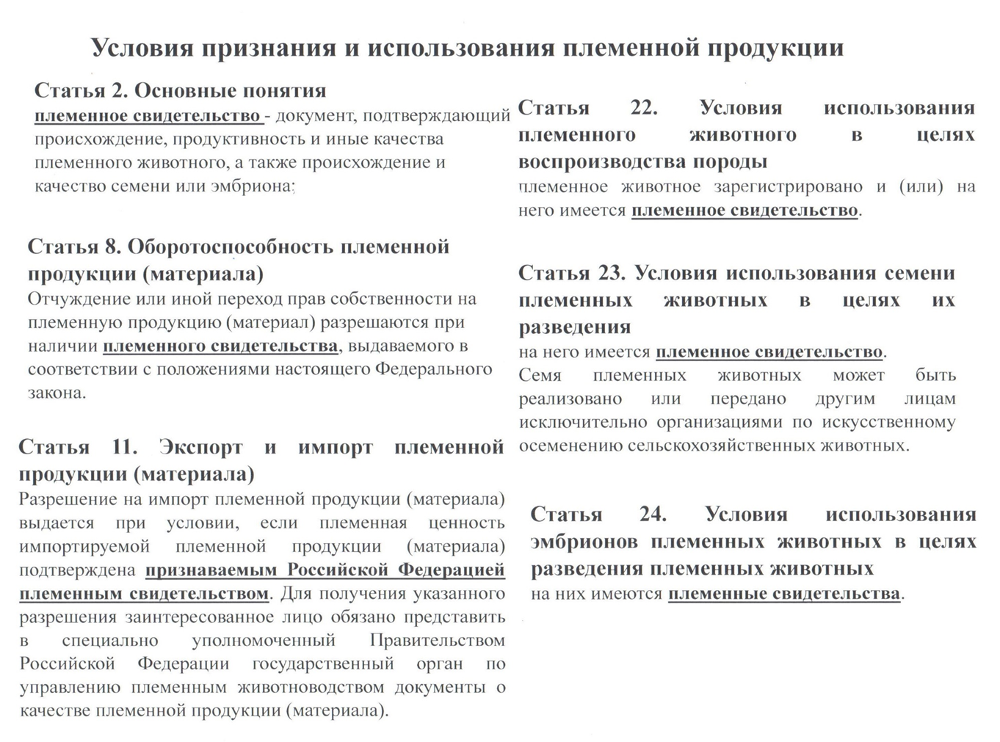 Условия признания и использования племенной продукции
Статья 2. Основные понятия
племенное свидетельство - документ, подтверждающий
происхождение, продуктивность и иные качества
племенного животного, а также происхождение и
качество семени или эмбриона;
Статья 8. Оборотоспособность племенной
продукции (материала)
Отчуждение или иной переход прав собственности на
племенную продукцию (материал) разрешаются при
наличии племенного свидетельства, выдаваемого в
соответствии с положениями настоящего Федерального
закона.
Статья 11. Экспорт и импорт племенной
продукции (материала)
Разрешение на импорт племенной продукции (материала)
выдается при условии, если племенная ценность
импортируемой племенной продукции (материала)
подтверждена признаваемым Российской Федерацией
племенным свидетельством. Для получения указанного
разрешения заинтересованное лицо обязано представить
в специально уполномоченный Правительством
Российской Федерации государственный орган по
управлению племенным животноводством документы о
качестве племенной продукции (материала).
Статья 22. Условия использования
племенного животного в целях
воспроизводства породы
племенное животное зарегистрировано и (или) на
него имеется племенное свидетельство.
Статья 23. Условия использования семени
племенных животных в целях их
разведения
на него имеется племенное свидетельство.
Семя племенных животных может быть
реализовано или передано другим лицам
исключительно организациями по искусственному
осеменению сельскохозяйственных животных.
Статья 24. Условия использования
эмбрионов племенных животных в целях
разведения племенных животных
на них имеются племенные свидетельства.